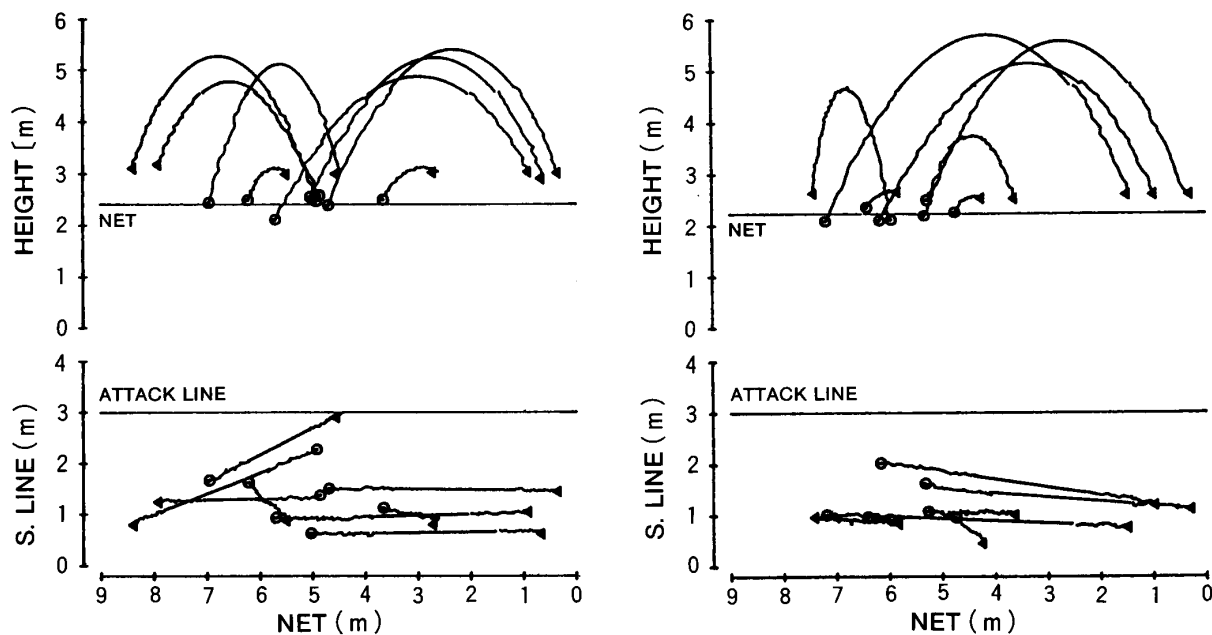 6
5
4
3
2
1
0
HEIGHT [m)
NET
4
3
2
1
0
S. LINE (m)
ATTACK LINE
9 8 7 6 5 4 3 2 1 0
NET (m)
6
5
4
3
2
1
0
HEIGHT (m)
NET
4
3
2
1
0
S. LINE (m)
ATTACK LINE
9 8 7 6 5 4 3 2 1 0
NET (m)